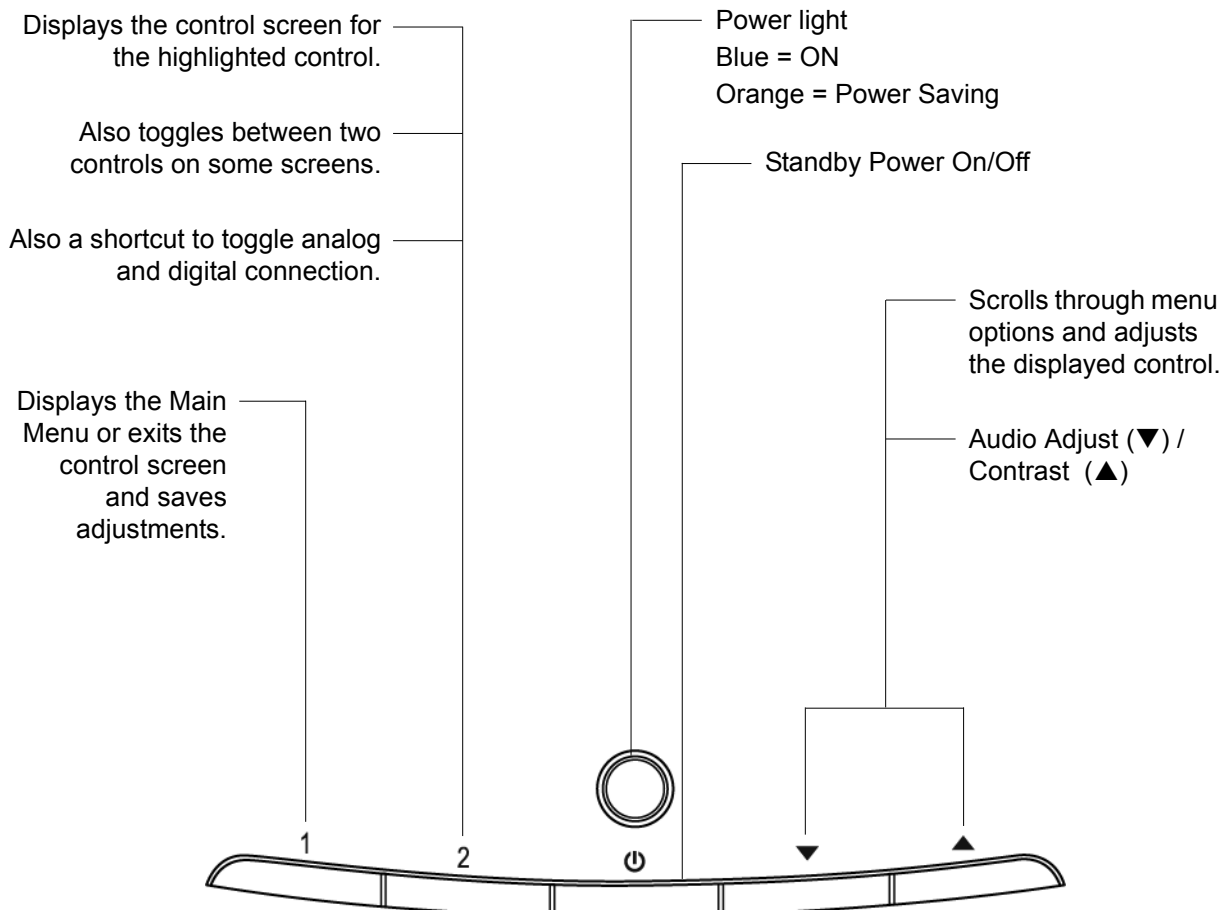 Displays the control screen for
the highlighted control.
Also toggles between two
controls on some screens.
Also a shortcut to toggle analog
and digital connection.
Displays the Main
Menu or exits the
control screen
and saves
adjustments.
Power light
Blue = ON
Orange = Power Saving
Standby Power On/Off
Scrolls through menu
options and adjusts
the displayed control.
Audio Adjust (▼) /
Contrast (▲)
1
2
▼
▲